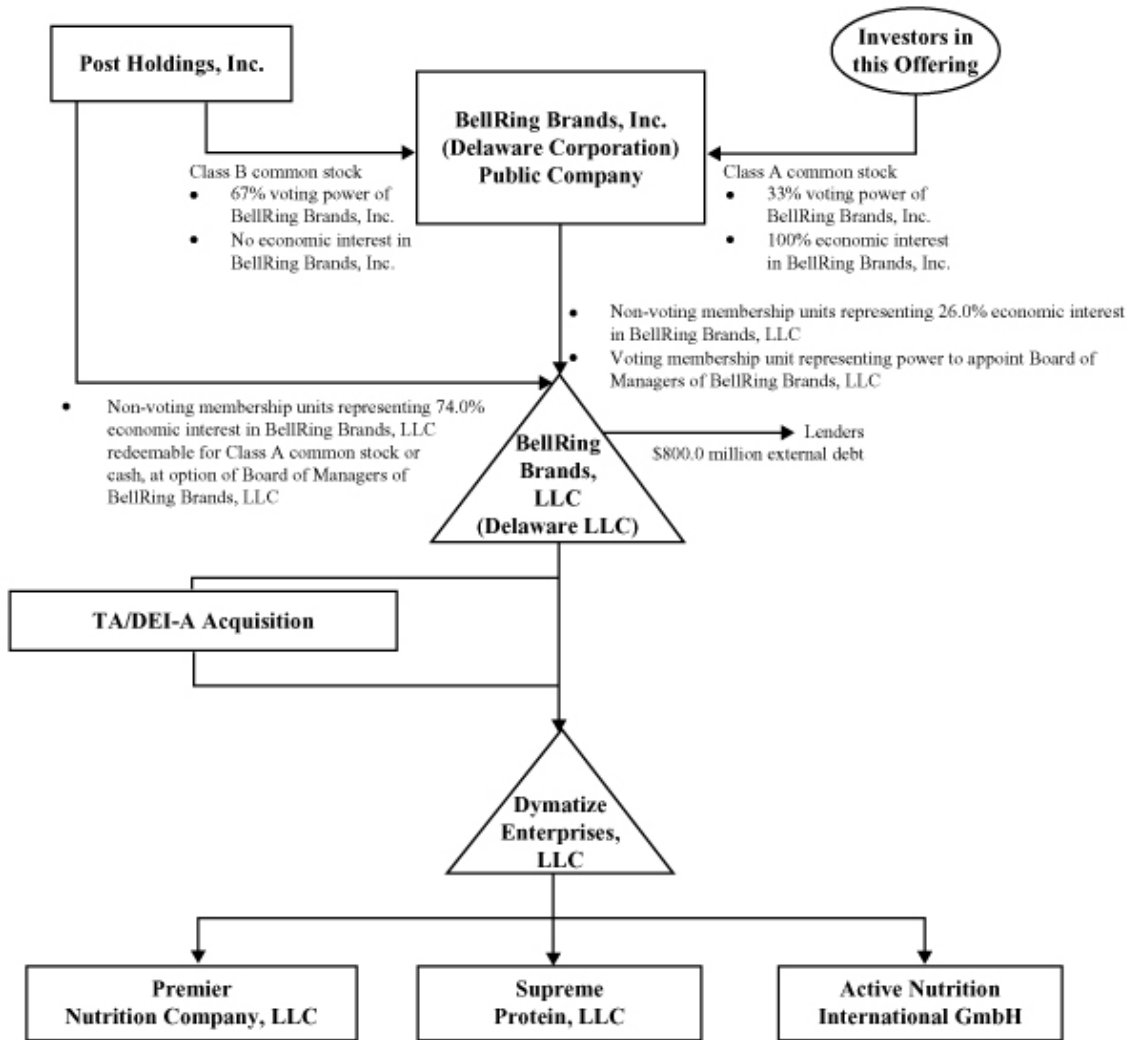 Post Holdings, Inc.
Investors in
this Offering
BellRing Brands, Inc.
(Delaware Corporation)
Public Company
Class B common stock
• 67% voting power of
BellRing Brands, Inc.
• No economic interest in
BellRing Brands, Inc.
Class A common stock
• 33% voting power of
BellRing Brands, Inc.
• 100% economic interest
in BellRing Brands, Inc.
• Non-voting membership units representing 26.0% economic interest
in BellRing Brands, LLC
• Voting membership unit representing power to appoint Board of
Managers of BellRing Brands, LLC
• Non-voting membership units representing 74.0%
economic interest in BellRing Brands, LLC
redeemable for Class A common stock or
cash, at option of Board of Managers of
BellRing Brands, LLC
BellRing
Brands,
LLC
(Delaware LLC)
Lenders
$800.0 million external debt
TA/DEI-A Acquisition
Dymatize
Enterprises,
LLC
Premier
Nutrition Company, LLC
Supreme
Protein, LLC
Active Nutrition
International GmbH